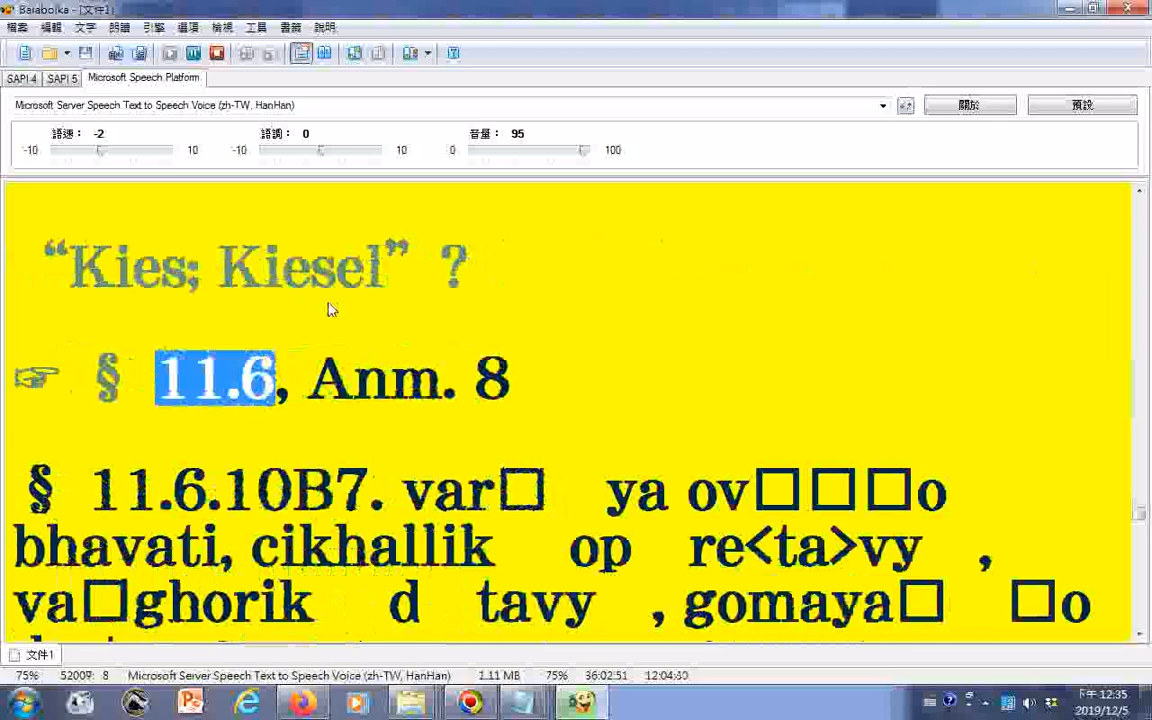 Balabolka - [文件1]
檔案 編輯 文字 朗讀 引擎 選項 檢視 工具 書籤 說明
SAPI 4 SAPI 5 Microsoft Speech Platform
Microsoft Server Speech Text to Speech Voice (zh-TW, HanHan) 關於 預設
語速： -2 語調： 0 音量： 95
-10 10 -10 10 0 100
“Kies; Kiesel” ?
☞ § 11.6, Anm. 8
§ 11.6.10B7. var□ ya ov□□□o
bhavati, cikhallik op re<ta>vy ,
va□ghorik d tavy , gomaya□ □o
文件1
75% 52009: 8 Microsoft Server Speech Text to Speech Voice (zh-TW, HanHan) 1.11 MB 75% 36:02:51 12:04:30
下午 12:35
2019/12/5